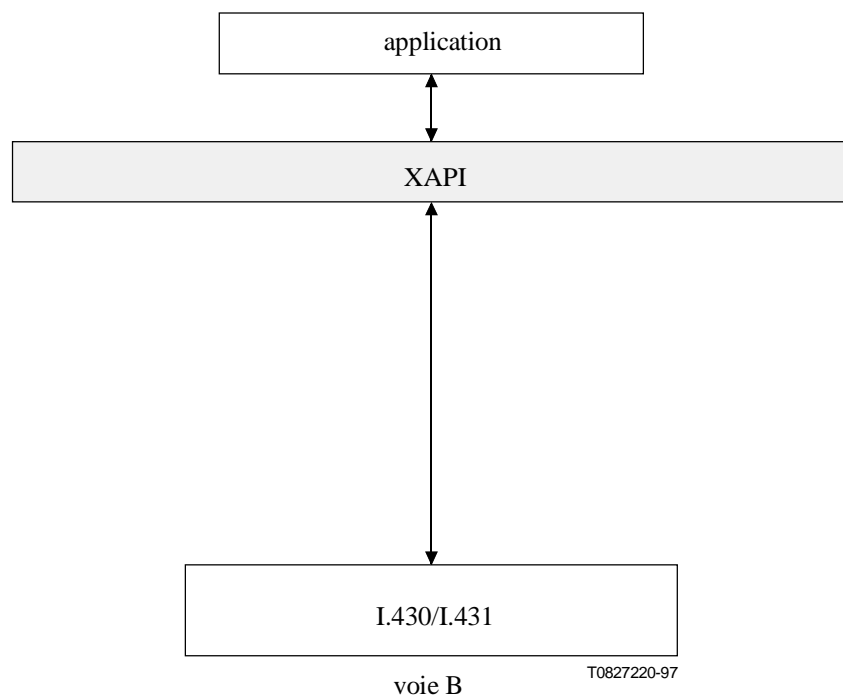 application
XAPI
I.430/I.431
T0827220-97
voie B